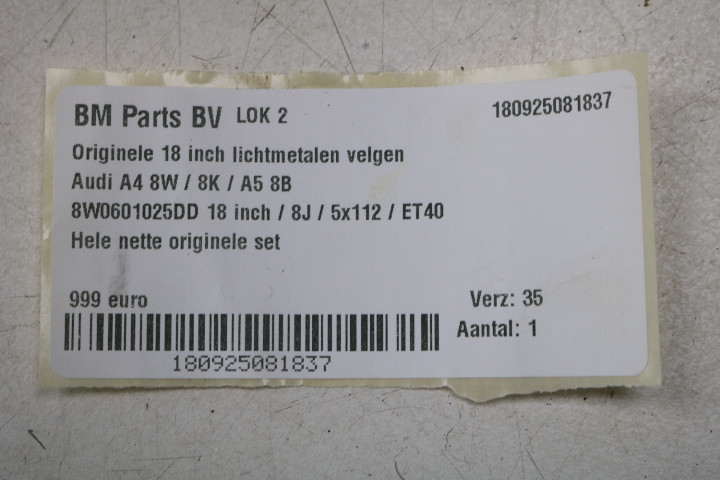 BM Parts BV LOK 2 180925081837
Originele 18 inch lichtmetalen velgen
Audi A4 8W / 8K / A5 8B
8W0601025DD 18 inch / 8J / 5x112 / ET40
Hele nette originele set
999 euro Verz: 35
Aantal: 1
180925081837